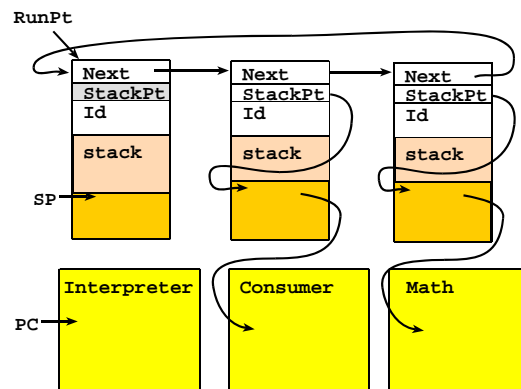 RunPt
Next Next Next
StackPt StackPt StackPt
Id Id Id
stack stack stack
SP
Interpreter Consumer Math
PC